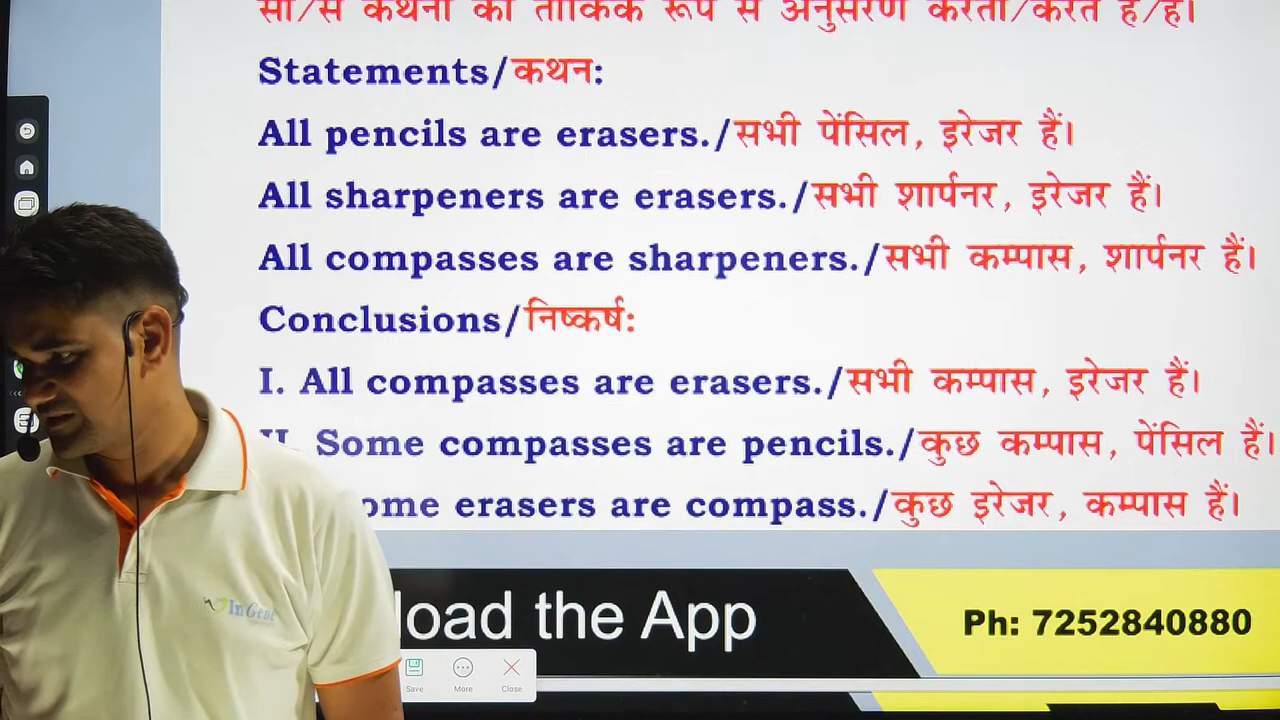 सा/से कथनों का तार्किक रूप से अनुसरण करता/करते है/हैं।
Statements/कथन:
All pencils are erasers./सभी पेंसिल, इरेजर हैं।
All sharpeners are erasers./सभी शार्पनर, इरेजर हैं।
All compasses are sharpeners./सभी कम्पास, शार्पनर हैं।
Conclusions/निष्कर्ष:
I. All compasses are erasers./सभी कम्पास, इरेजर हैं।
II. Some compasses are pencils./कुछ कम्पास, पेंसिल हैं।
ome erasers are compass./कुछ इरेजर, कम्पास हैं।
load the App
Ph: 7252840880
Save More Close